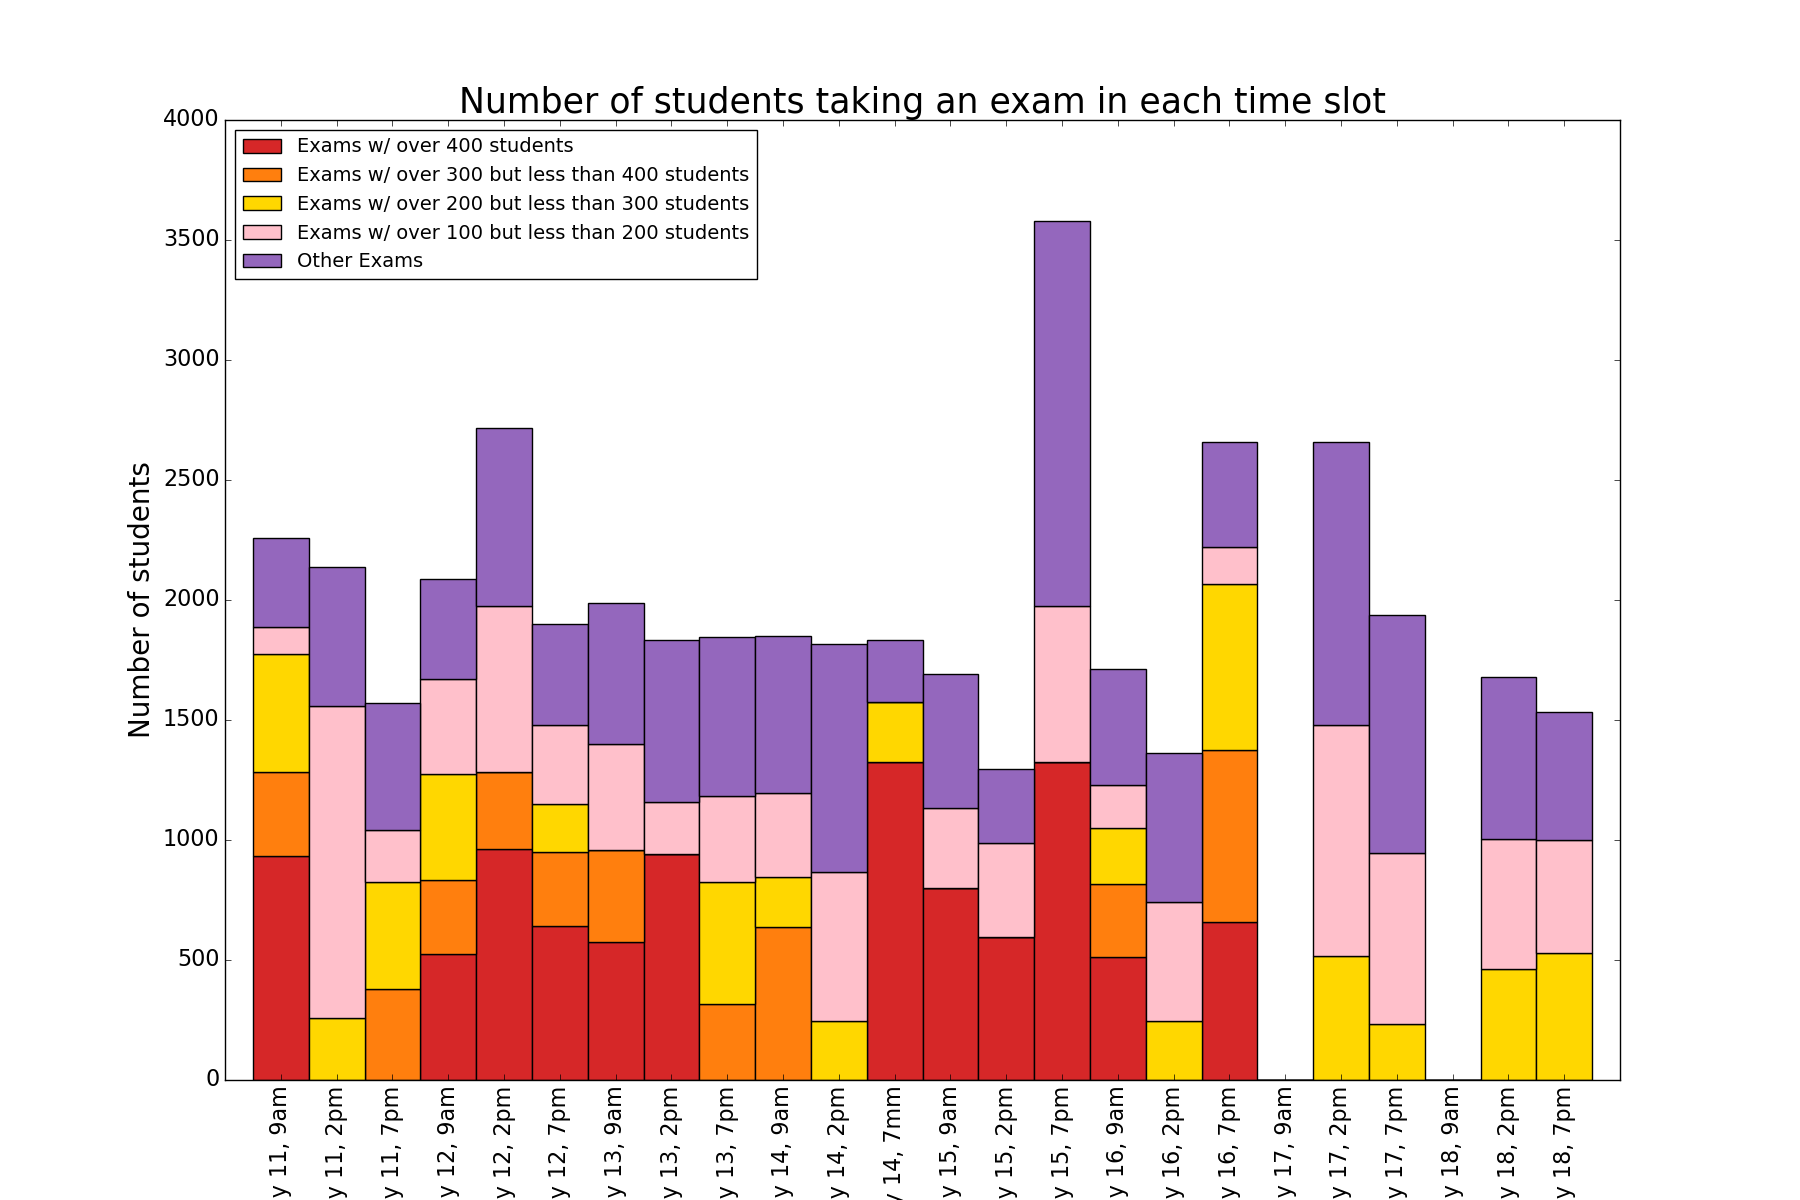 Number of students taking an exam in each time slot
Exams w/ over 400 students
Exams w/ over 300 but less than 400 students
Exams w/ over 200 but less than 300 students
Exams w/ over 100 but less than 200 students
Other Exams
4000
3500
3000
2500
2000
1500
1000
500
0
Number of students
y 11, 9am
y 11, 2pm
y 11, 7pm
y 12, 9am
y 12, 2pm
y 12, 7pm
y 13, 9am
y 13, 2pm
y 13, 7pm
y 14, 9am
y 14, 2pm
y 14, 7mm
y 15, 9am
y 15, 2pm
y 15, 7pm
y 16, 9am
y 16, 2pm
y 16, 7pm
y 17, 9am
y 17, 2pm
y 17, 7pm
y 18, 9am
y 18, 2pm
y 18, 7pm